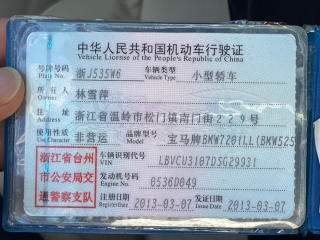 中华人民共和国机动车行驶证
Vehicle License of the People's Republic of China
号牌号码 浙J535W6 车辆类型 小型轿车
Plate No. Vehicle Type
所有人 林雪萍
Owner
住址 浙江省温岭市松门镇南门街229号
Address
使用性质 非营运 品牌型号 宝马牌BMW7201LL(BMW525
Use Character
浙江省台州 车辆识别代号 LBVCU3107DSG29931
VIN
市公安局交 发动机号码 0536D049
Engine No.
通警察支队 注册日期 2013-03-07 发证日期 2013-03-07
Register Date Issue Date